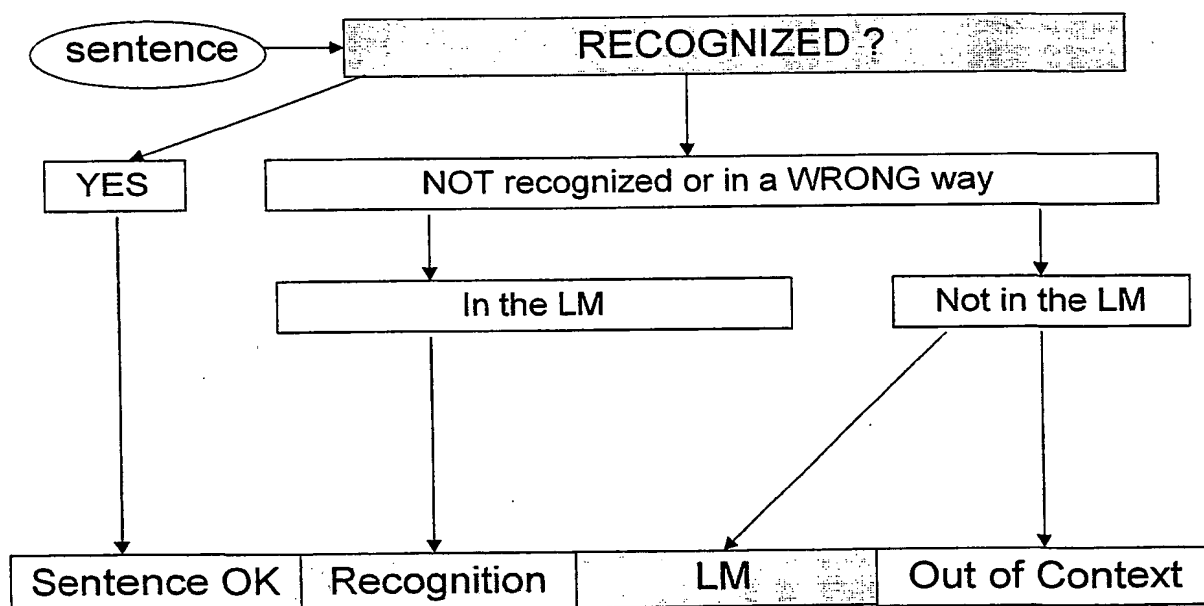 sentence
RECOGNIZED ?
YES
NOT recognized or in a WRONG way
In the LM
Not in the LM
Sentence OK
Recognition
LM
Out of Context